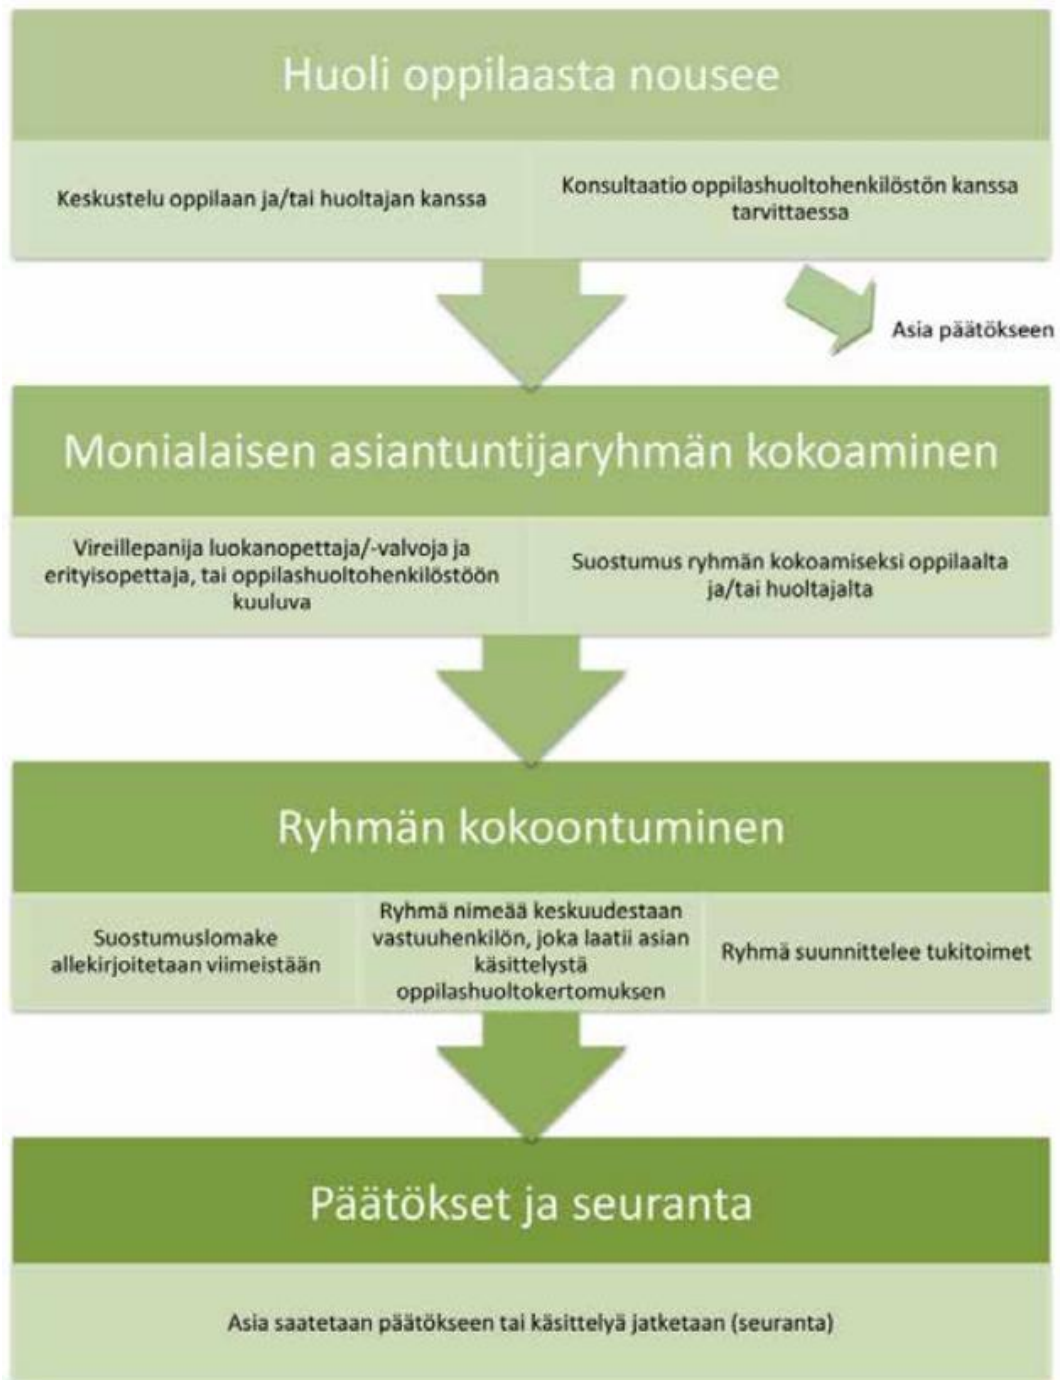 Huoli oppilaasta nousee
Keskustelu oppilaan ja/tai huoltajan kanssa
Konsultaatio oppilashuoltohenkilöstön kanssa
tarvittaessa
Asia päätökseen
Monialaisen asiantuntijaryhmän kokoaminen
Vireillepanija luokanopettaja/-valvoja ja
erityisopettaja, tai oppilashuoltohenkilöstöön
kuuluva
Suostumus ryhmän kokoamiseksi oppilaalta
ja/tai huoltajalta
Ryhmän kokoontuminen
Suostumuslomake
allekirjoitetaan viimeistään
Ryhmä nimeää keskuudestaan
vastuuhenkilön, joka laatii asian
käsittelystä
oppilashuoltokertomuksen
Ryhmä suunnittelee tukitoimet
Päätökset ja seuranta
Asia saatetaan päätökseen tai käsittelyä jatketaan (seuranta)